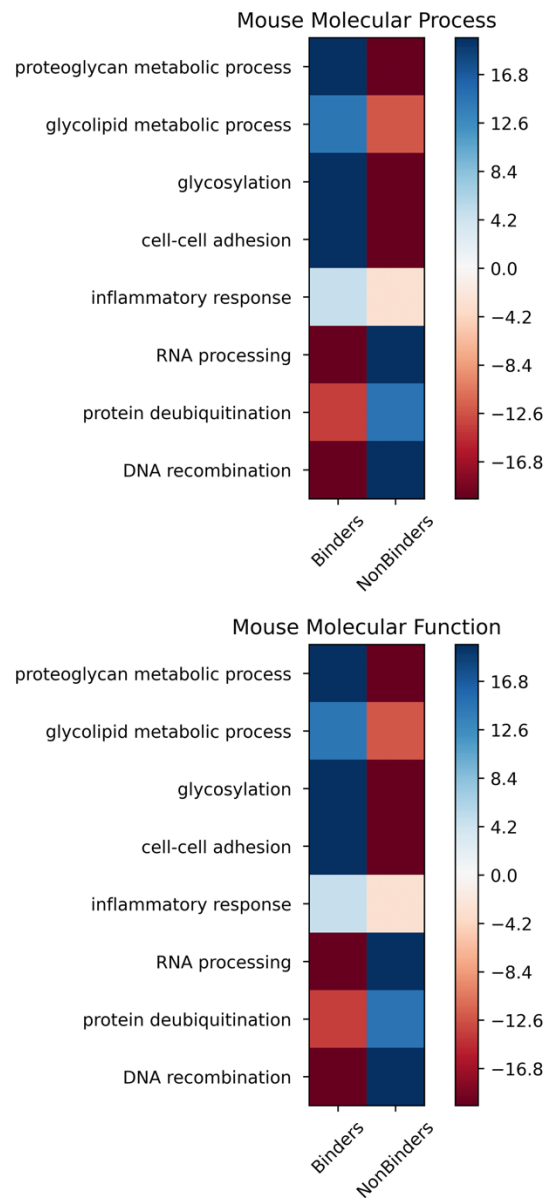 Mouse Molecular Process
proteoglycan metabolic process
glycolipid metabolic process
glycosylation
cell-cell adhesion
inflammatory response
RNA processing
protein deubiquitination
DNA recombination
Binders
NonBinders
16.8
12.6
8.4
4.2
0.0
−4.2
−8.4
−12.6
−16.8
Mouse Molecular Function
proteoglycan metabolic process
glycolipid metabolic process
glycosylation
cell-cell adhesion
inflammatory response
RNA processing
protein deubiquitination
DNA recombination
Binders
NonBinders
16.8
12.6
8.4
4.2
0.0
−4.2
−8.4
−12.6
−16.8